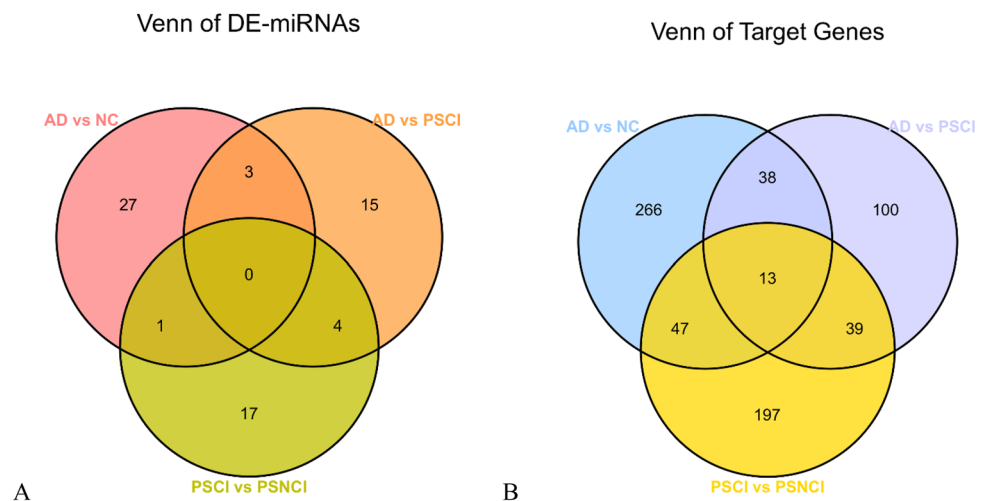 Venn of DE-miRNAs
AD vs NC
AD vs PSCI
3
27
15
0
1
4
17
PSCI vs PSNCI
A
Venn of Target Genes
AD vs NC
AD vs PSCI
38
266
100
13
47
39
197
PSCI vs PSNCI
B